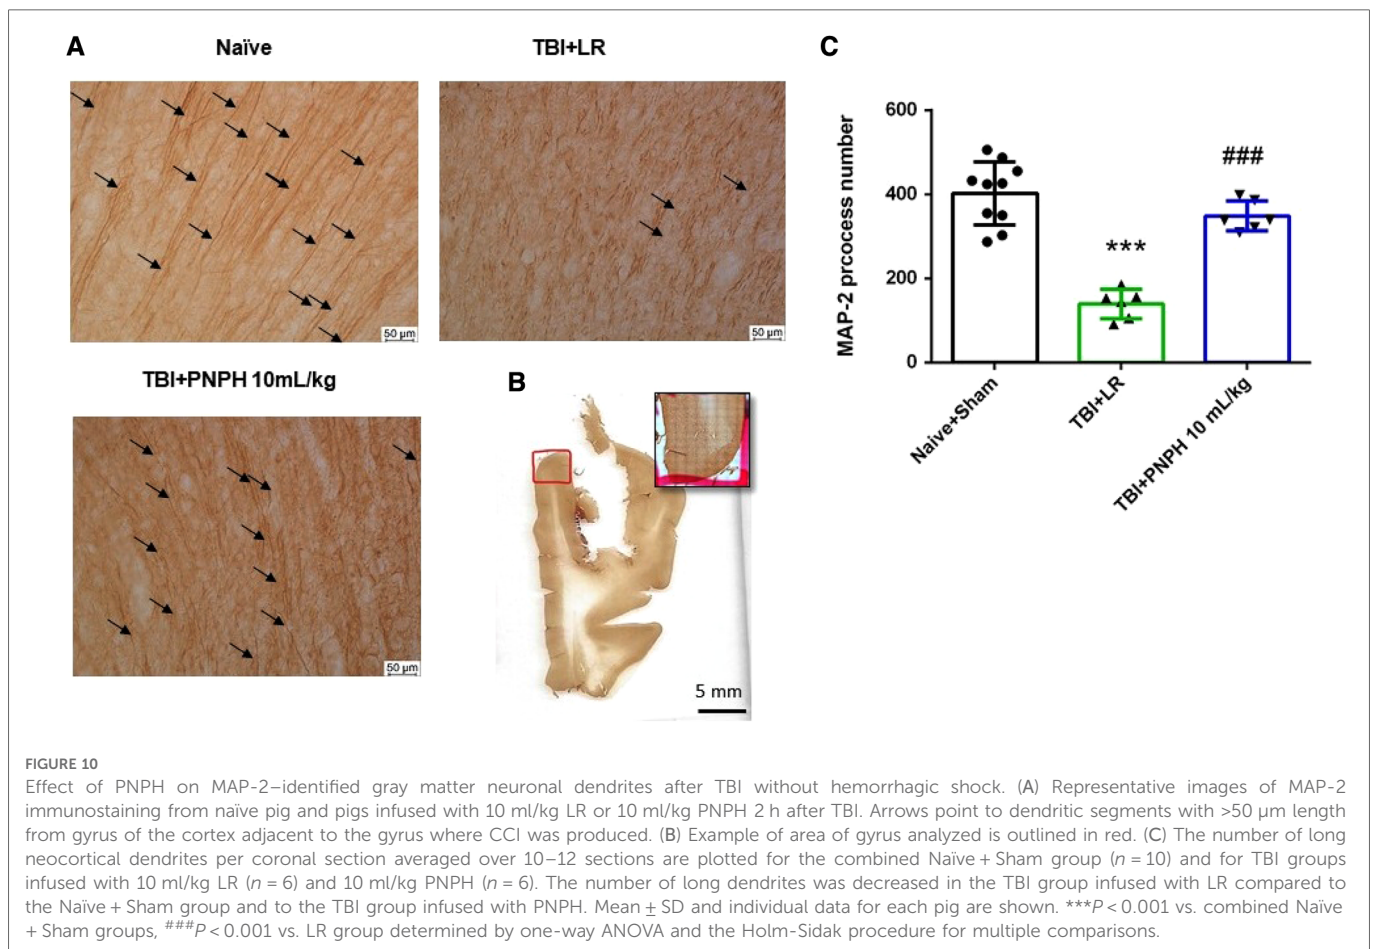 A
Naïve
TBI+LR
50 µm
50 µm
TBI+PNPH 10mL/kg
50 µm
B
5 mm
C
MAP-2 prcocess number
600
400
200
0
***
###
Naïve+Sham
TBI+LR
TBI+PNPH 10 mL/kg
FIGURE 10
Effect of PNPH on MAP-2–identified gray matter neuronal dendrites after TBI without hemorrhagic shock. (A) Representative images of MAP-2
immunostaining from naïve pig and pigs infused with 10 ml/kg LR or 10 ml/kg PNPH 2 h after TBI. Arrows point to dendritic segments with >50 µm length
from gyrus of the cortex adjacent to the gyrus where CCI was produced. (B) Example of area of gyrus analyzed is outlined in red. (C) The number of long
neocortical dendrites per coronal section averaged over 10–12 sections are plotted for the combined Naïve + Sham group (n = 10) and for TBI groups
infused with 10 ml/kg LR (n = 6) and 10 ml/kg PNPH (n = 6). The number of long dendrites was decreased in the TBI group infused with LR compared to
the Naïve + Sham group and to the TBI group infused with PNPH. Mean ± SD and individual data for each pig are shown. ***P < 0.001 vs. combined Naïve
+ Sham groups, ###P < 0.001 vs. LR group determined by one-way ANOVA and the Holm-Sidak procedure for multiple comparisons.